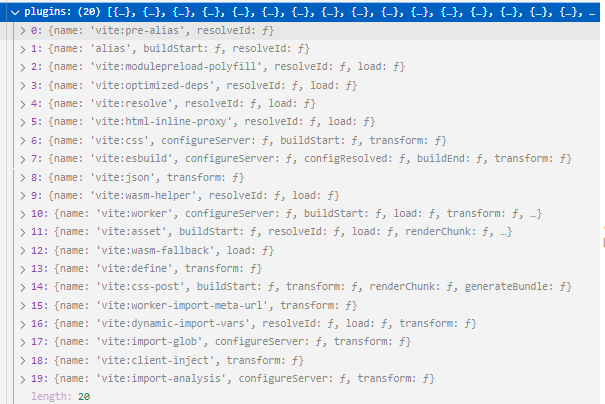 plugins: (20) [{…}, {…}, {…}, {…}, {…}, {…}, {…}, {…}, {…}, {…}, {…}, {…}, {…}, {…}, {…}, {…}, …
0: {name: 'vite:pre-alias', resolveId: ƒ}
1: {name: 'alias', buildStart: ƒ, resolveId: ƒ}
2: {name: 'vite:modulepreload-polyfill', resolveId: ƒ, load: ƒ}
3: {name: 'vite:optimized-deps', resolveId: ƒ, load: ƒ}
4: {name: 'vite:resolve', resolveId: ƒ, load: ƒ}
5: {name: 'vite:html-inline-proxy', resolveId: ƒ, load: ƒ}
6: {name: 'vite:css', configureServer: ƒ, buildStart: ƒ, transform: ƒ}
7: {name: 'vite:esbuild', configureServer: ƒ, configResolved: ƒ, buildEnd: ƒ, transform: ƒ}
8: {name: 'vite:json', transform: ƒ}
9: {name: 'vite:wasm-helper', resolveId: ƒ, load: ƒ}
10: {name: 'vite:worker', configureServer: ƒ, buildStart: ƒ, load: ƒ, transform: ƒ, …}
11: {name: 'vite:asset', buildStart: ƒ, resolveId: ƒ, load: ƒ, renderChunk: ƒ, …}
12: {name: 'vite:wasm-fallback', load: ƒ}
13: {name: 'vite:define', transform: ƒ}
14: {name: 'vite:css-post', buildStart: ƒ, transform: ƒ, renderChunk: ƒ, generateBundle: ƒ}
15: {name: 'vite:worker-import-meta-url', transform: ƒ}
16: {name: 'vite:dynamic-import-vars', resolveId: ƒ, load: ƒ, transform: ƒ}
17: {name: 'vite:import-glob', configureServer: ƒ, transform: ƒ}
18: {name: 'vite:client-inject', transform: ƒ}
19: {name: 'vite:import-analysis', configureServer: ƒ, transform: ƒ}
length: 20